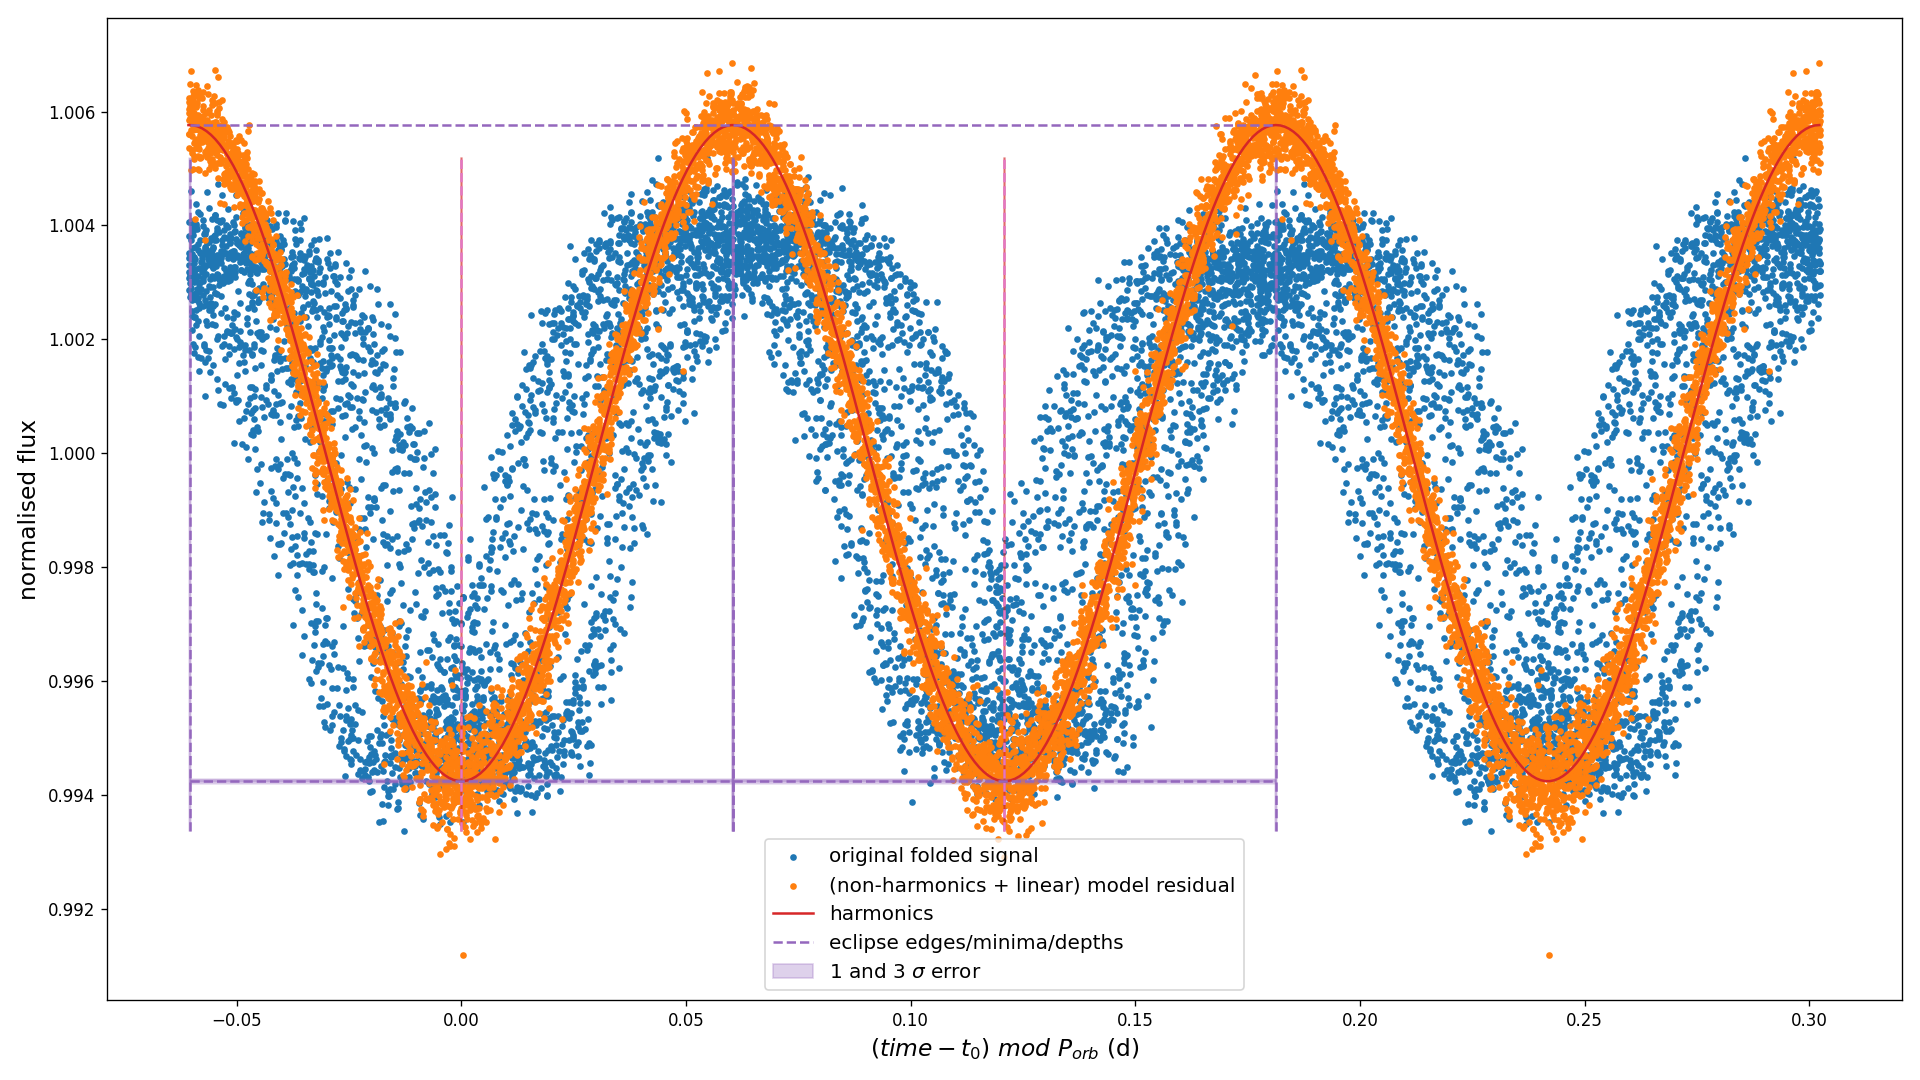 normalised flux
1.006
1.004
1.002
1.000
0.998
0.996
0.994
0.992
original folded signal
(non-harmonics + linear) model residual
harmonics
eclipse edges/minima/depths
1 and 3 σ error
−0.05 0.00 0.05 0.10 0.15 0.20 0.25 0.30
(time − t₀) mod P_orb (d)